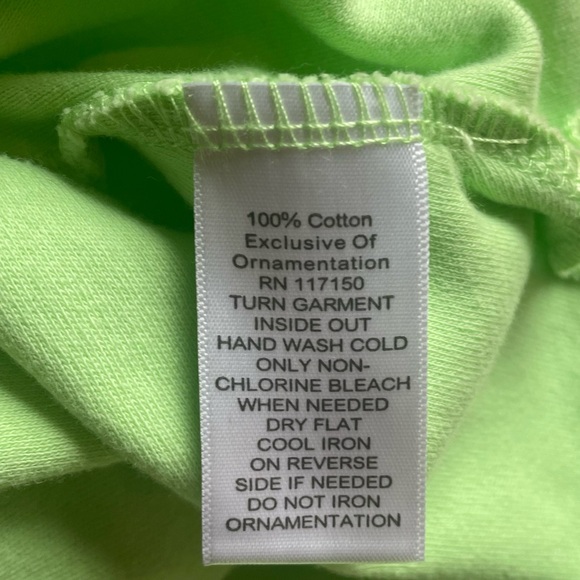 100% Cotton
Exclusive Of
Ornamentation
RN 117150
TURN GARMENT
INSIDE OUT
HAND WASH COLD
ONLY NON-
CHLORINE BLEACH
WHEN NEEDED
DRY FLAT
COOL IRON
ON REVERSE
SIDE IF NEEDED
DO NOT IRON
ORNAMENTATION